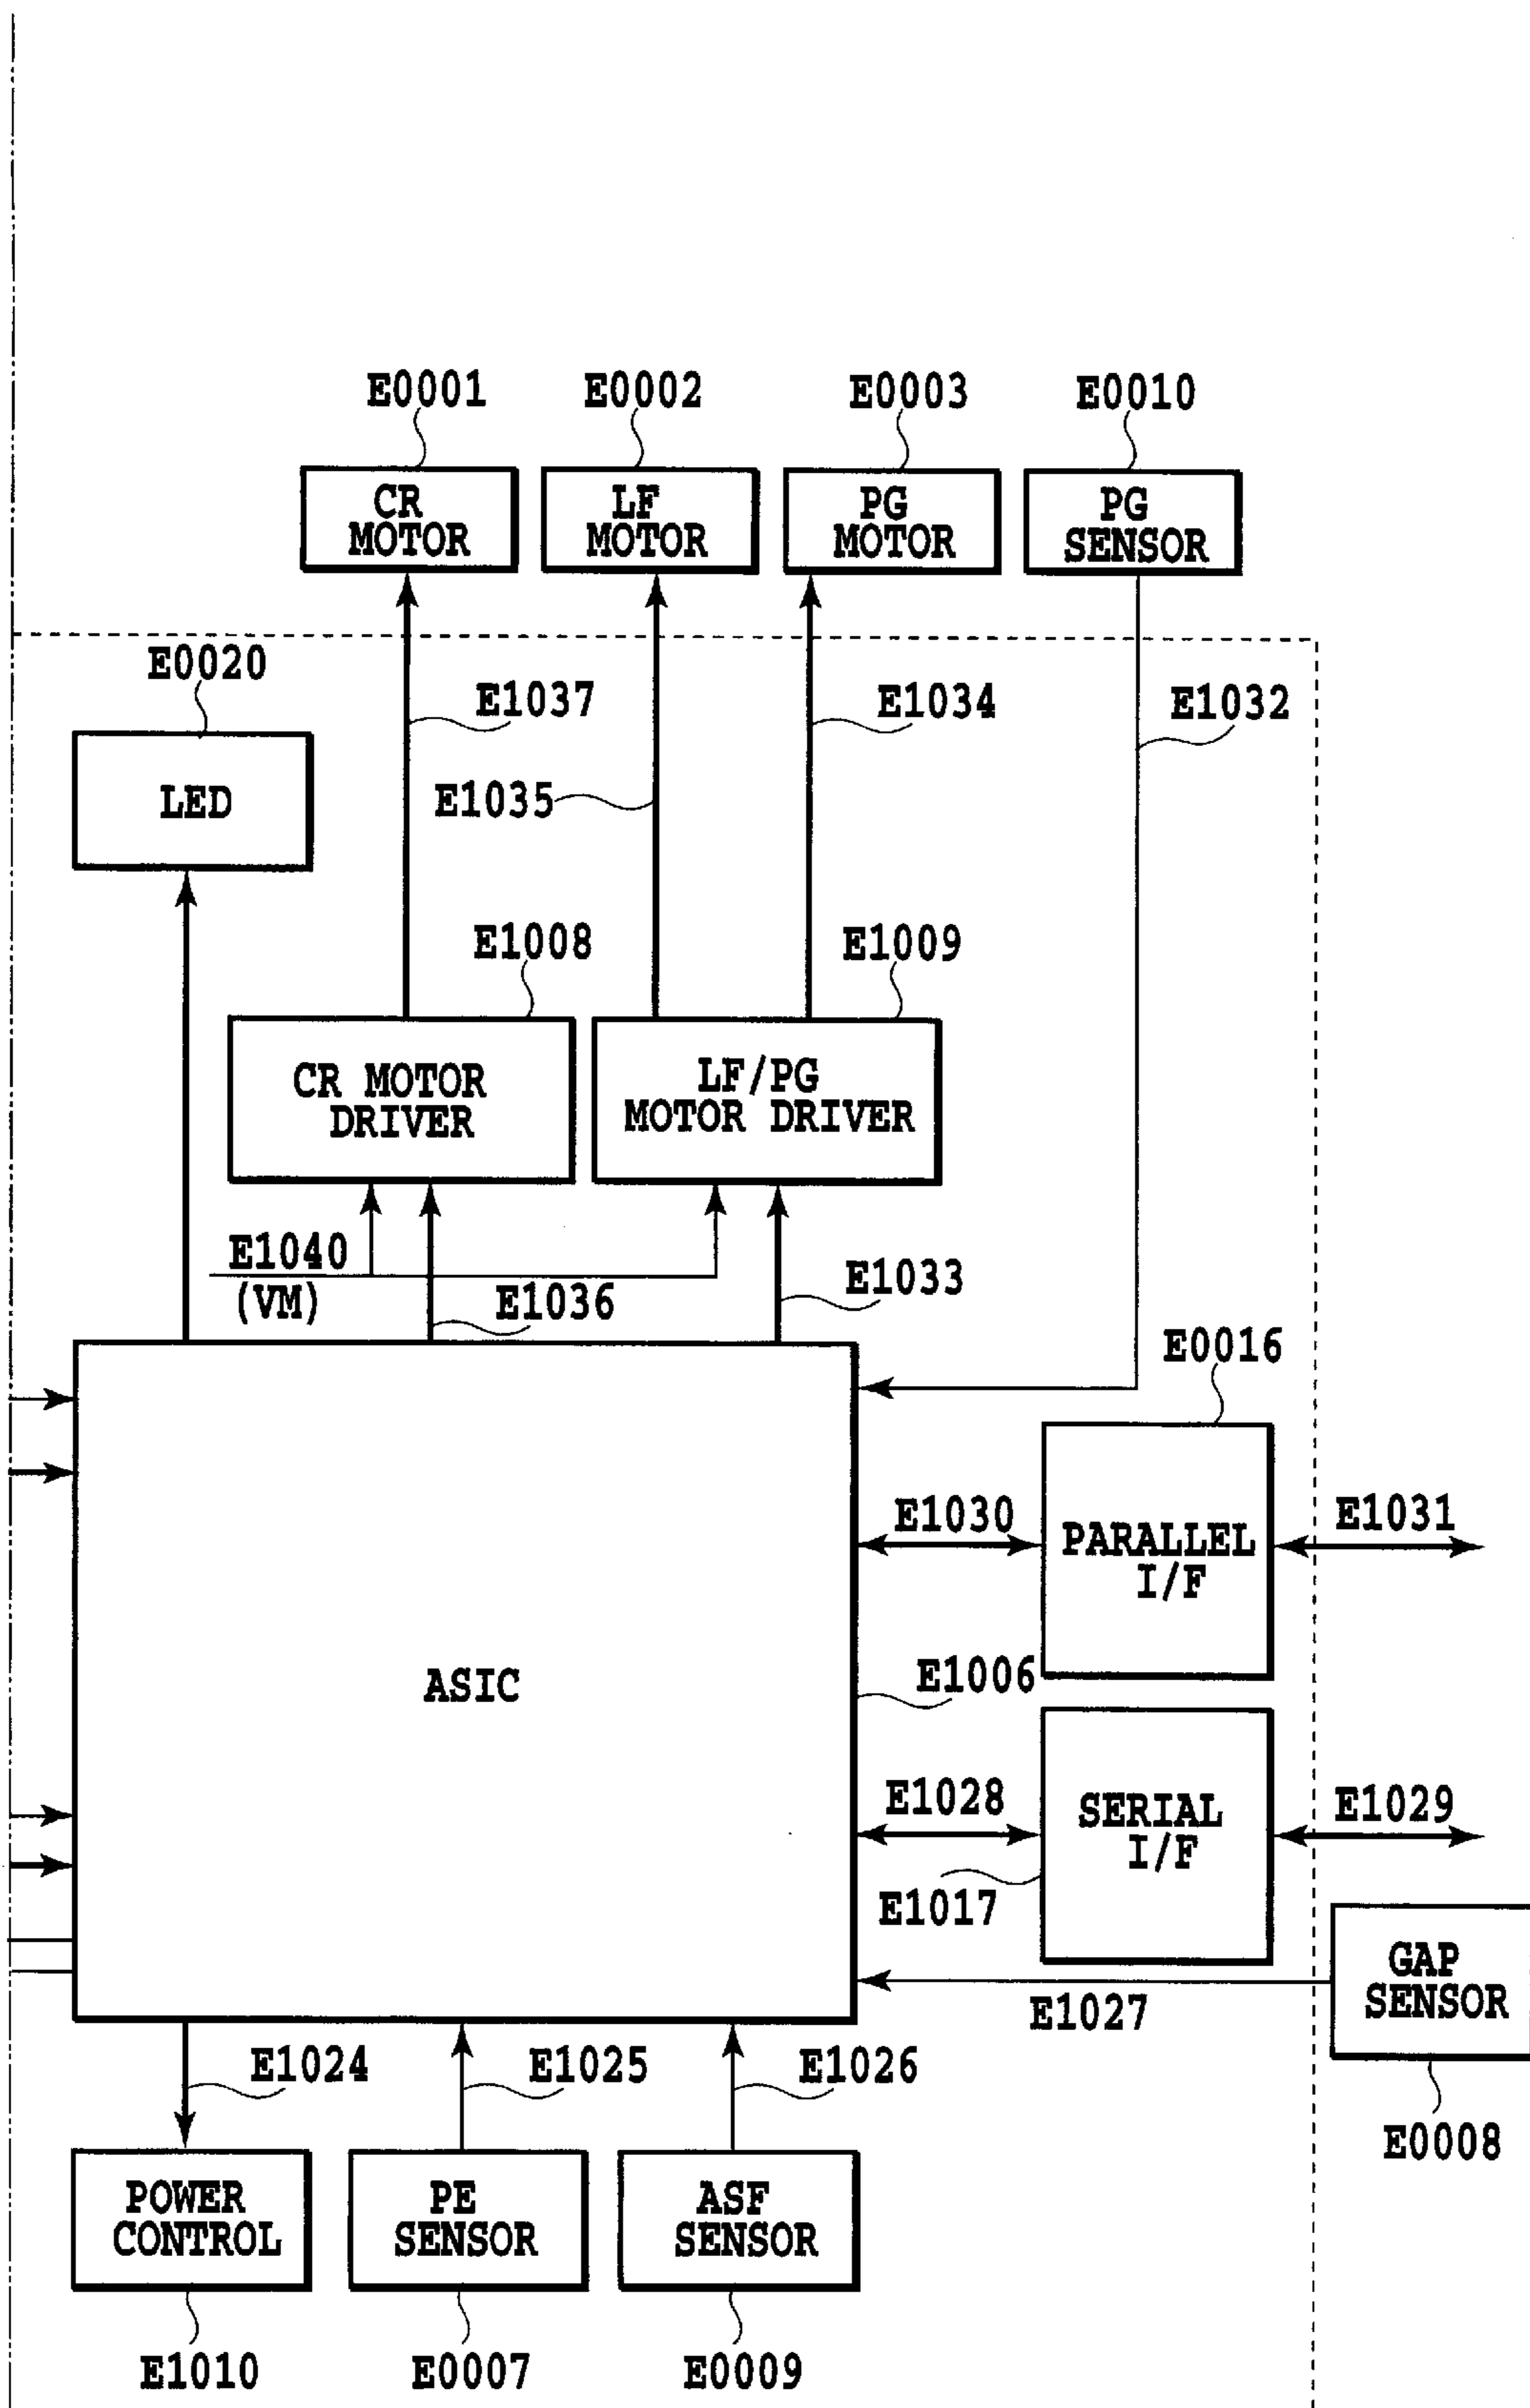 E0001
E0002
E0003
E0010
CR
MOTOR
LF
MOTOR
PG
MOTOR
PG
SENSOR
E0020
E1037
E1034
E1032
LED
E1035
E1008
E1009
CR MOTOR
DRIVER
LF/PG
MOTOR DRIVER
E1040
(VM)
E1036
E1033
E0016
E1030
PARALLEL
I/F
E1031
ASIC
E1006
E1028
SERIAL
I/F
E1029
E1017
GAP
SENSOR
E1027
E0008
E1024
E1025
E1026
POWER
CONTROL
PE
SENSOR
ASF
SENSOR
E1010
E0007
E0009